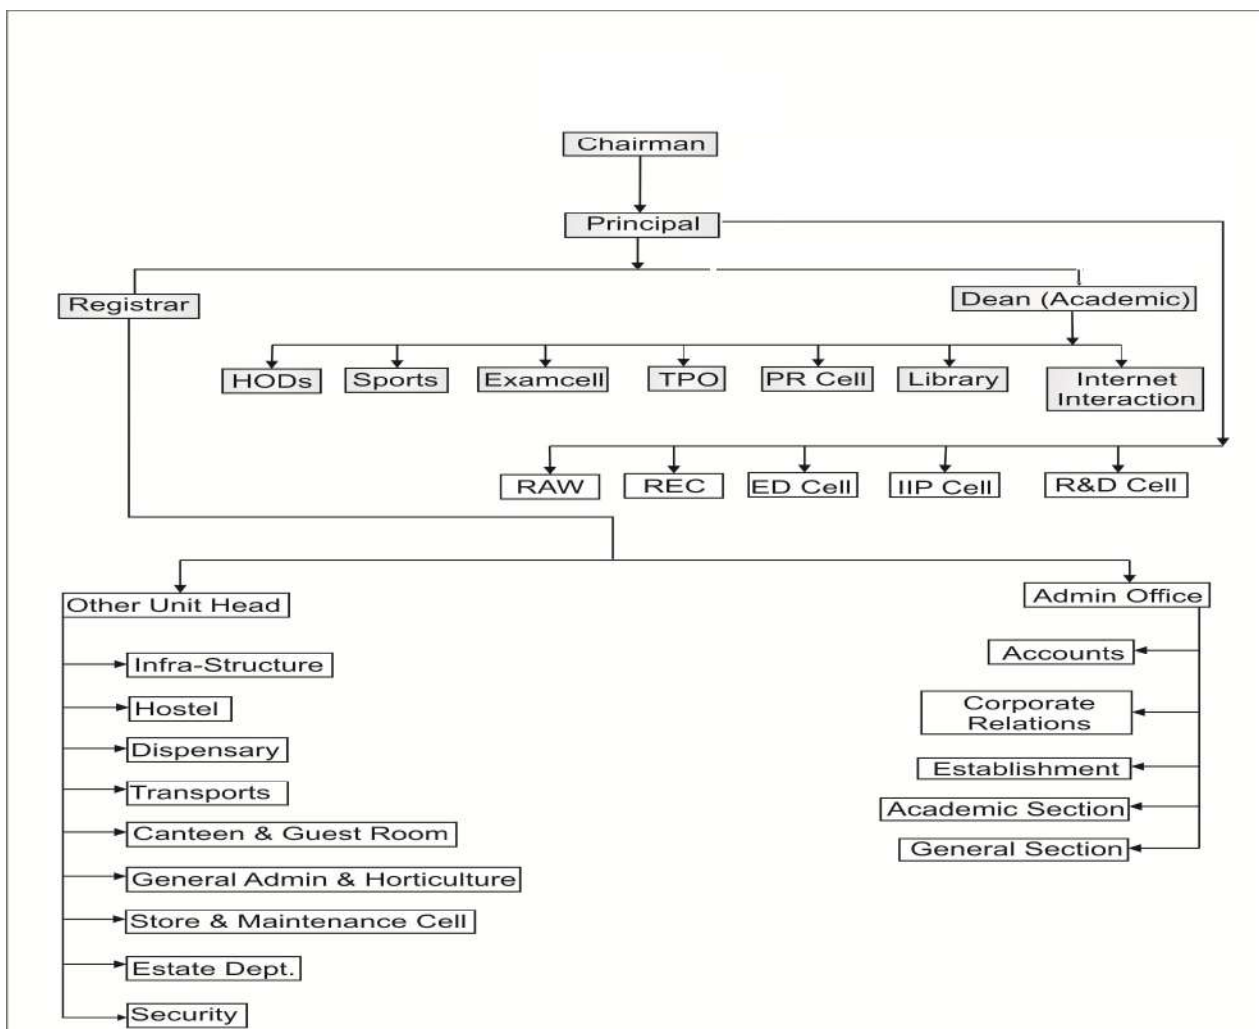 Chairman
Principal
Registrar
Dean (Academic)
HODs
Sports
Examcell
TPO
PR Cell
Library
Internet
Interaction
RAW
REC
ED Cell
IIP Cell
R&D Cell
Other Unit Head
Infra-Structure
Hostel
Dispensary
Transports
Canteen & Guest Room
General Admin & Horticulture
Store & Maintenance Cell
Estate Dept.
Security
Admin Office
Accounts
Corporate
Relations
Establishment
Academic Section
General Section